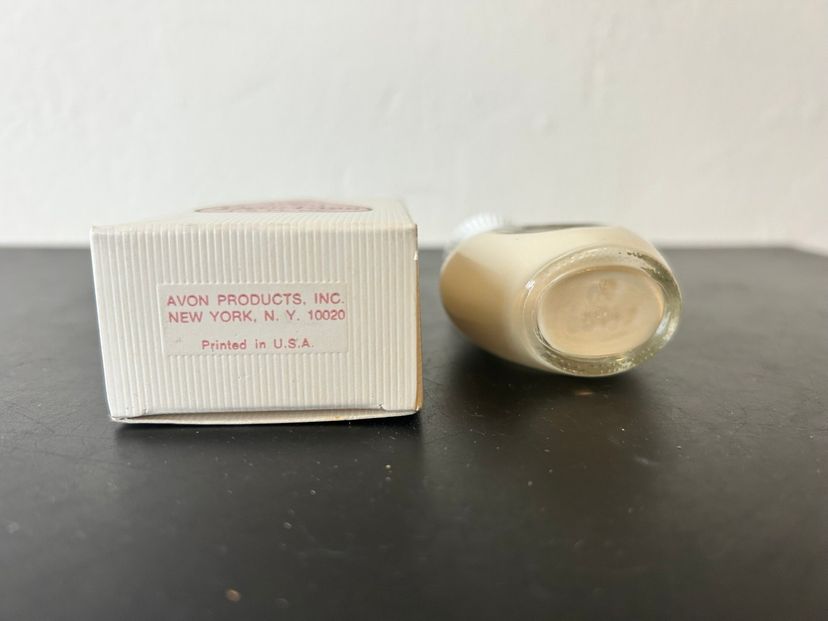 AVON PRODUCTS, INC.
NEW YORK, N. Y. 10020
Printed in U.S.A.